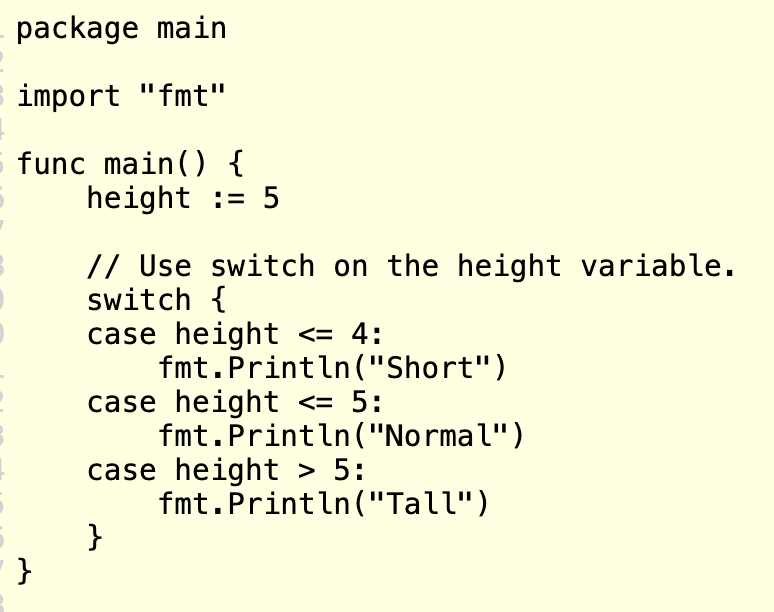 package main
import "fmt"
func main() {
height := 5
// Use switch on the height variable.
switch {
case height <= 4:
fmt.Println("Short")
case height <= 5:
fmt.Println("Normal")
case height > 5:
fmt.Println("Tall")
}
}